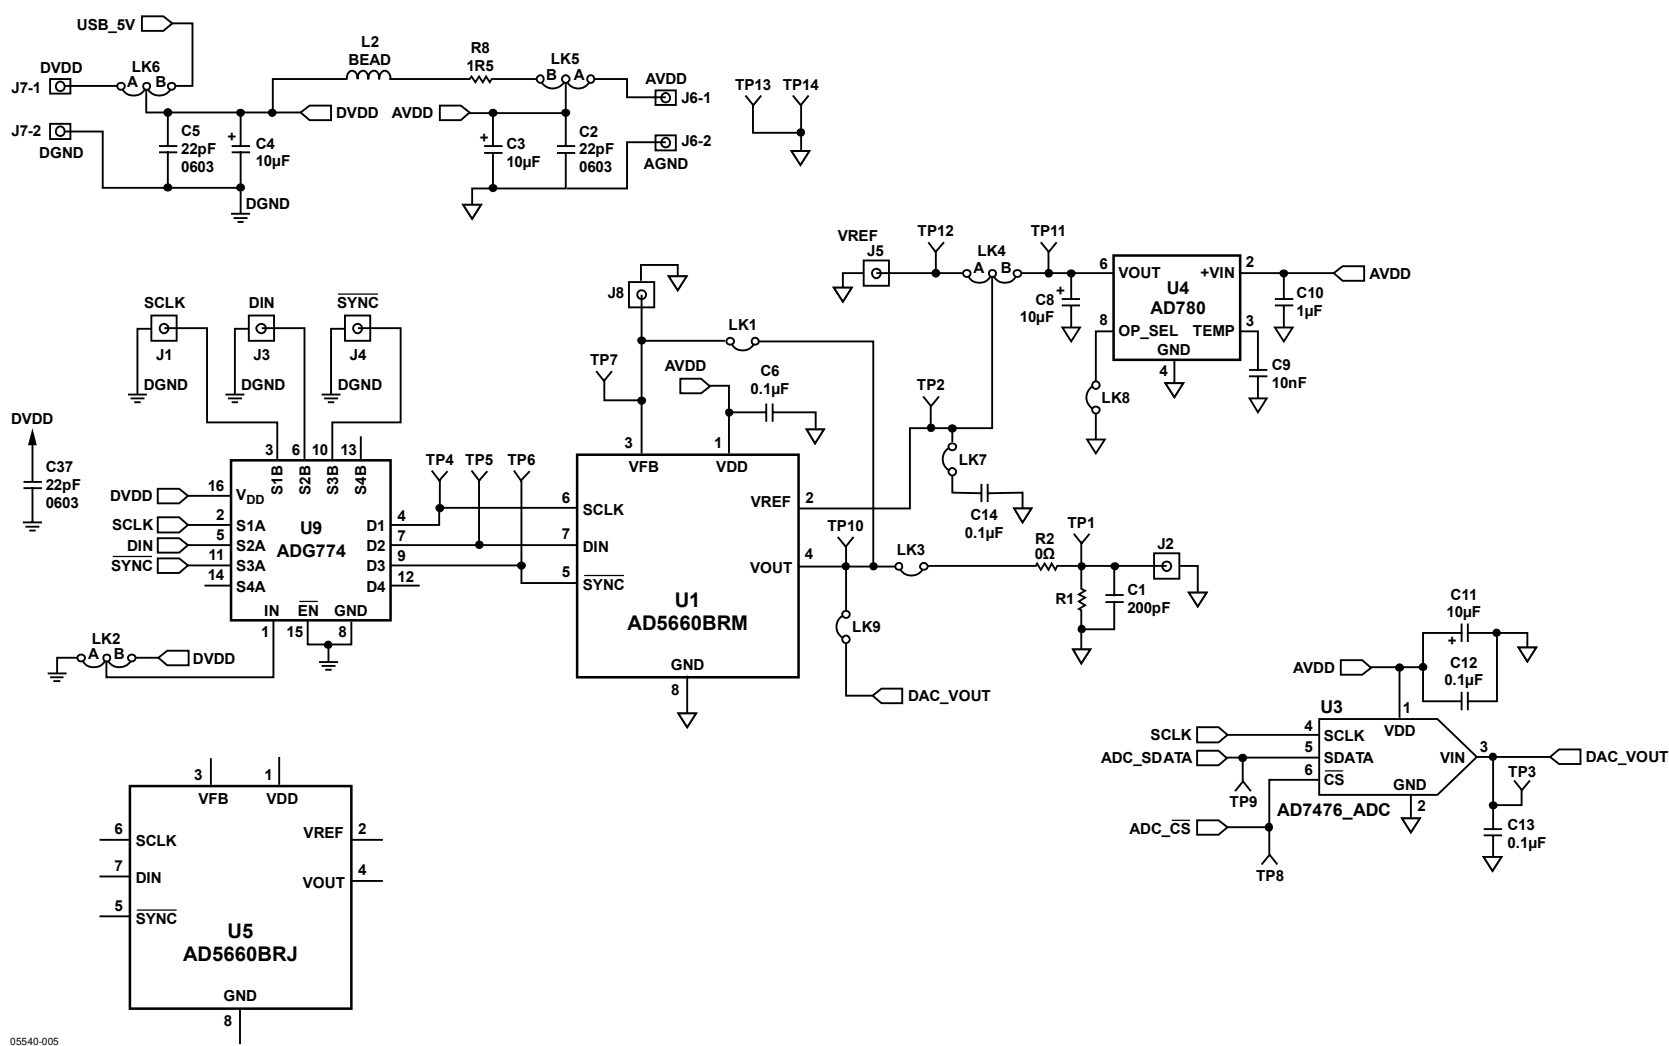 USB_5V
J7-1
DVDD
LK6
A
B
J7-2
DGND
C5
22pF
0603
+
C4
10µF
DGND
L2
BEAD
R8
1R5
LK5
B
A
DVDD
AVDD
+
C3
10µF
C2
22pF
0603
AVDD
J6-1
J6-2
AGND
TP13
TP14
VREF
J5
TP12
LK4
A
B
TP11
+
C8
10µF
6
VOUT
+VIN
2
U4
AD780
8
OP_SEL
TEMP
3
GND
4
AVDD
C10
1µF
C9
10nF
LK8
SCLK
J1
DGND
DIN
J3
DGND
SYNC
J4
DGND
DVDD
C37
22pF
0603
3
6
10
13
S1B
S2B
S3B
S4B
DVDD
16
VDD
SCLK
2
S1A
DIN
5
S2A
SYNC
11
S3A
14
S4A
U9
ADG774
D1
4
D2
7
D3
9
D4
12
IN
EN
GND
1
15
8
LK2
A
B
DVDD
TP4
TP5
TP6
J8
TP7
LK1
AVDD
C6
0.1µF
3
1
VFB
VDD
6
SCLK
7
DIN
5
SYNC
VREF
2
VOUT
4
U1
AD5660BRM
GND
8
TP2
LK7
C14
0.1µF
TP10
LK3
LK9
DAC_VOUT
R2
0Ω
TP1
J2
R1
C1
200pF
C11
10µF
+
C12
0.1µF
AVDD
U3
1
VDD
SCLK
4
SCLK
ADC_SDATA
5
SDATA
6
CS
TP9
ADC_CS
TP8
VIN
3
GND
2
AD7476_ADC
DAC_VOUT
TP3
C13
0.1µF
3
1
VFB
VDD
6
SCLK
7
DIN
5
SYNC
VREF
2
VOUT
4
U5
AD5660BRJ
GND
8
05540-005